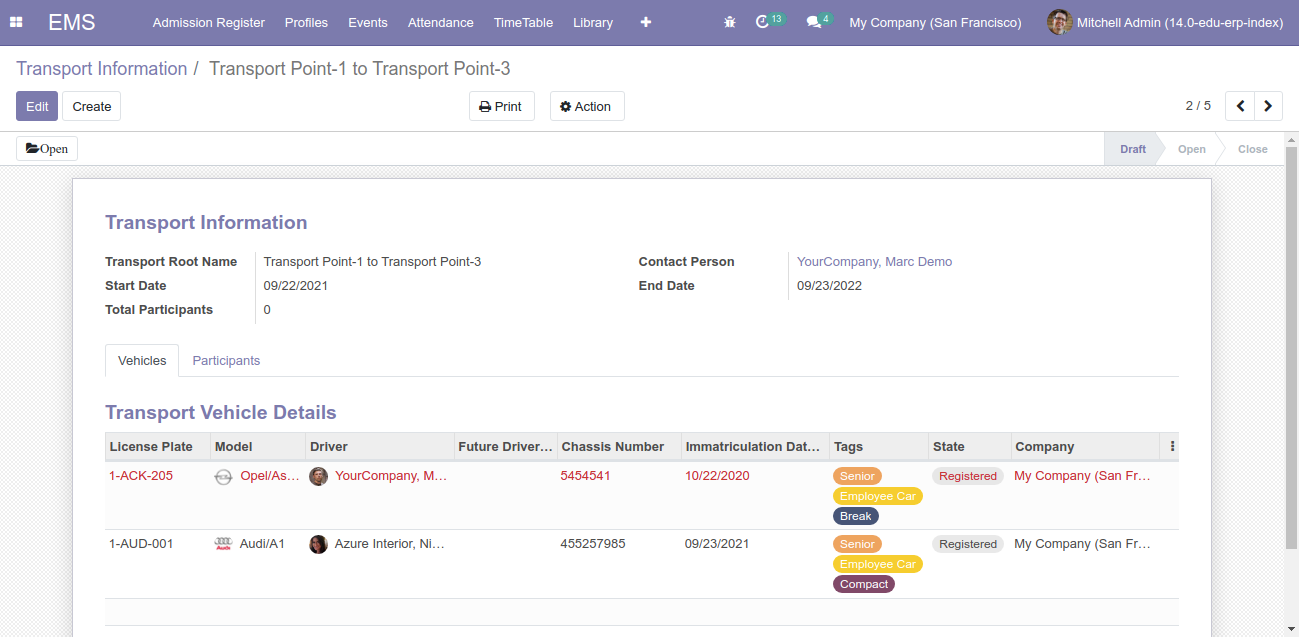 EMS Admission Register Profiles Events Attendance TimeTable Library 13 4 My Company (San Francisco) Mitchell Admin (14.0-edu-erp-index)
Transport Information / Transport Point-1 to Transport Point-3
Edit Create Print Action 2 / 5
Open Draft Open Close
Transport Information
Transport Root Name Transport Point-1 to Transport Point-3 Contact Person YourCompany, Marc Demo
Start Date 09/22/2021 End Date 09/23/2022
Total Participants 0
Vehicles Participants
Transport Vehicle Details
License Plate Model Driver Future Driver... Chassis Number Immatriculation Dat... Tags State Company
1-ACK-205 Opel/As... YourCompany, M... 5454541 10/22/2020 Senior Registered My Company (San Fr...
Employee Car
Break
1-AUD-001 Audi/A1 Azure Interior, Ni... 455257985 09/23/2021 Senior Registered My Company (San Fr...
Employee Car
Compact